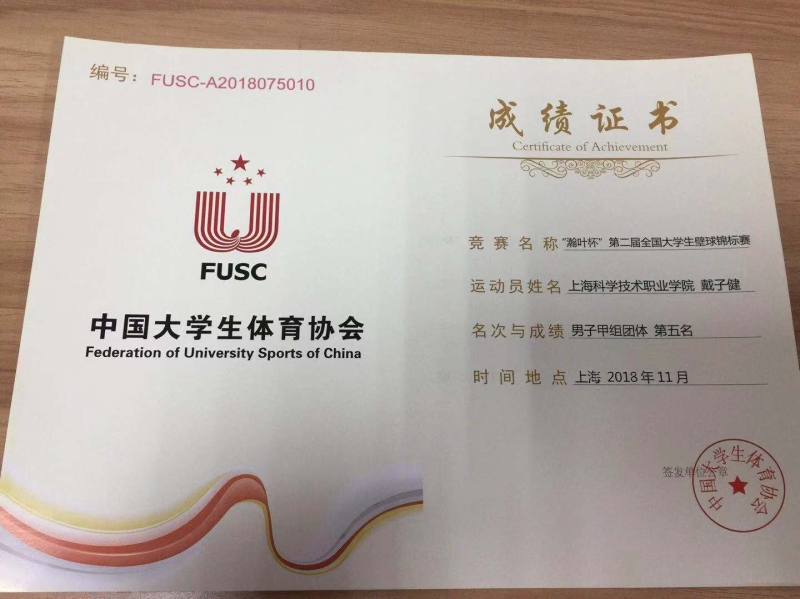 编号：FUSC-A2018075010
FUSC
中国大学生体育协会
Federation of University Sports of China
成绩证书
Certificate of Achievement
竞赛名称 “瀚叶杯”第二届全国大学生壁球锦标赛
运动员姓名 上海科学技术职业学院 戴子健
名次与成绩 男子甲组团体 第五名
时间地点 上海 2018年11月
签发单位公章
中国大学生体育协会